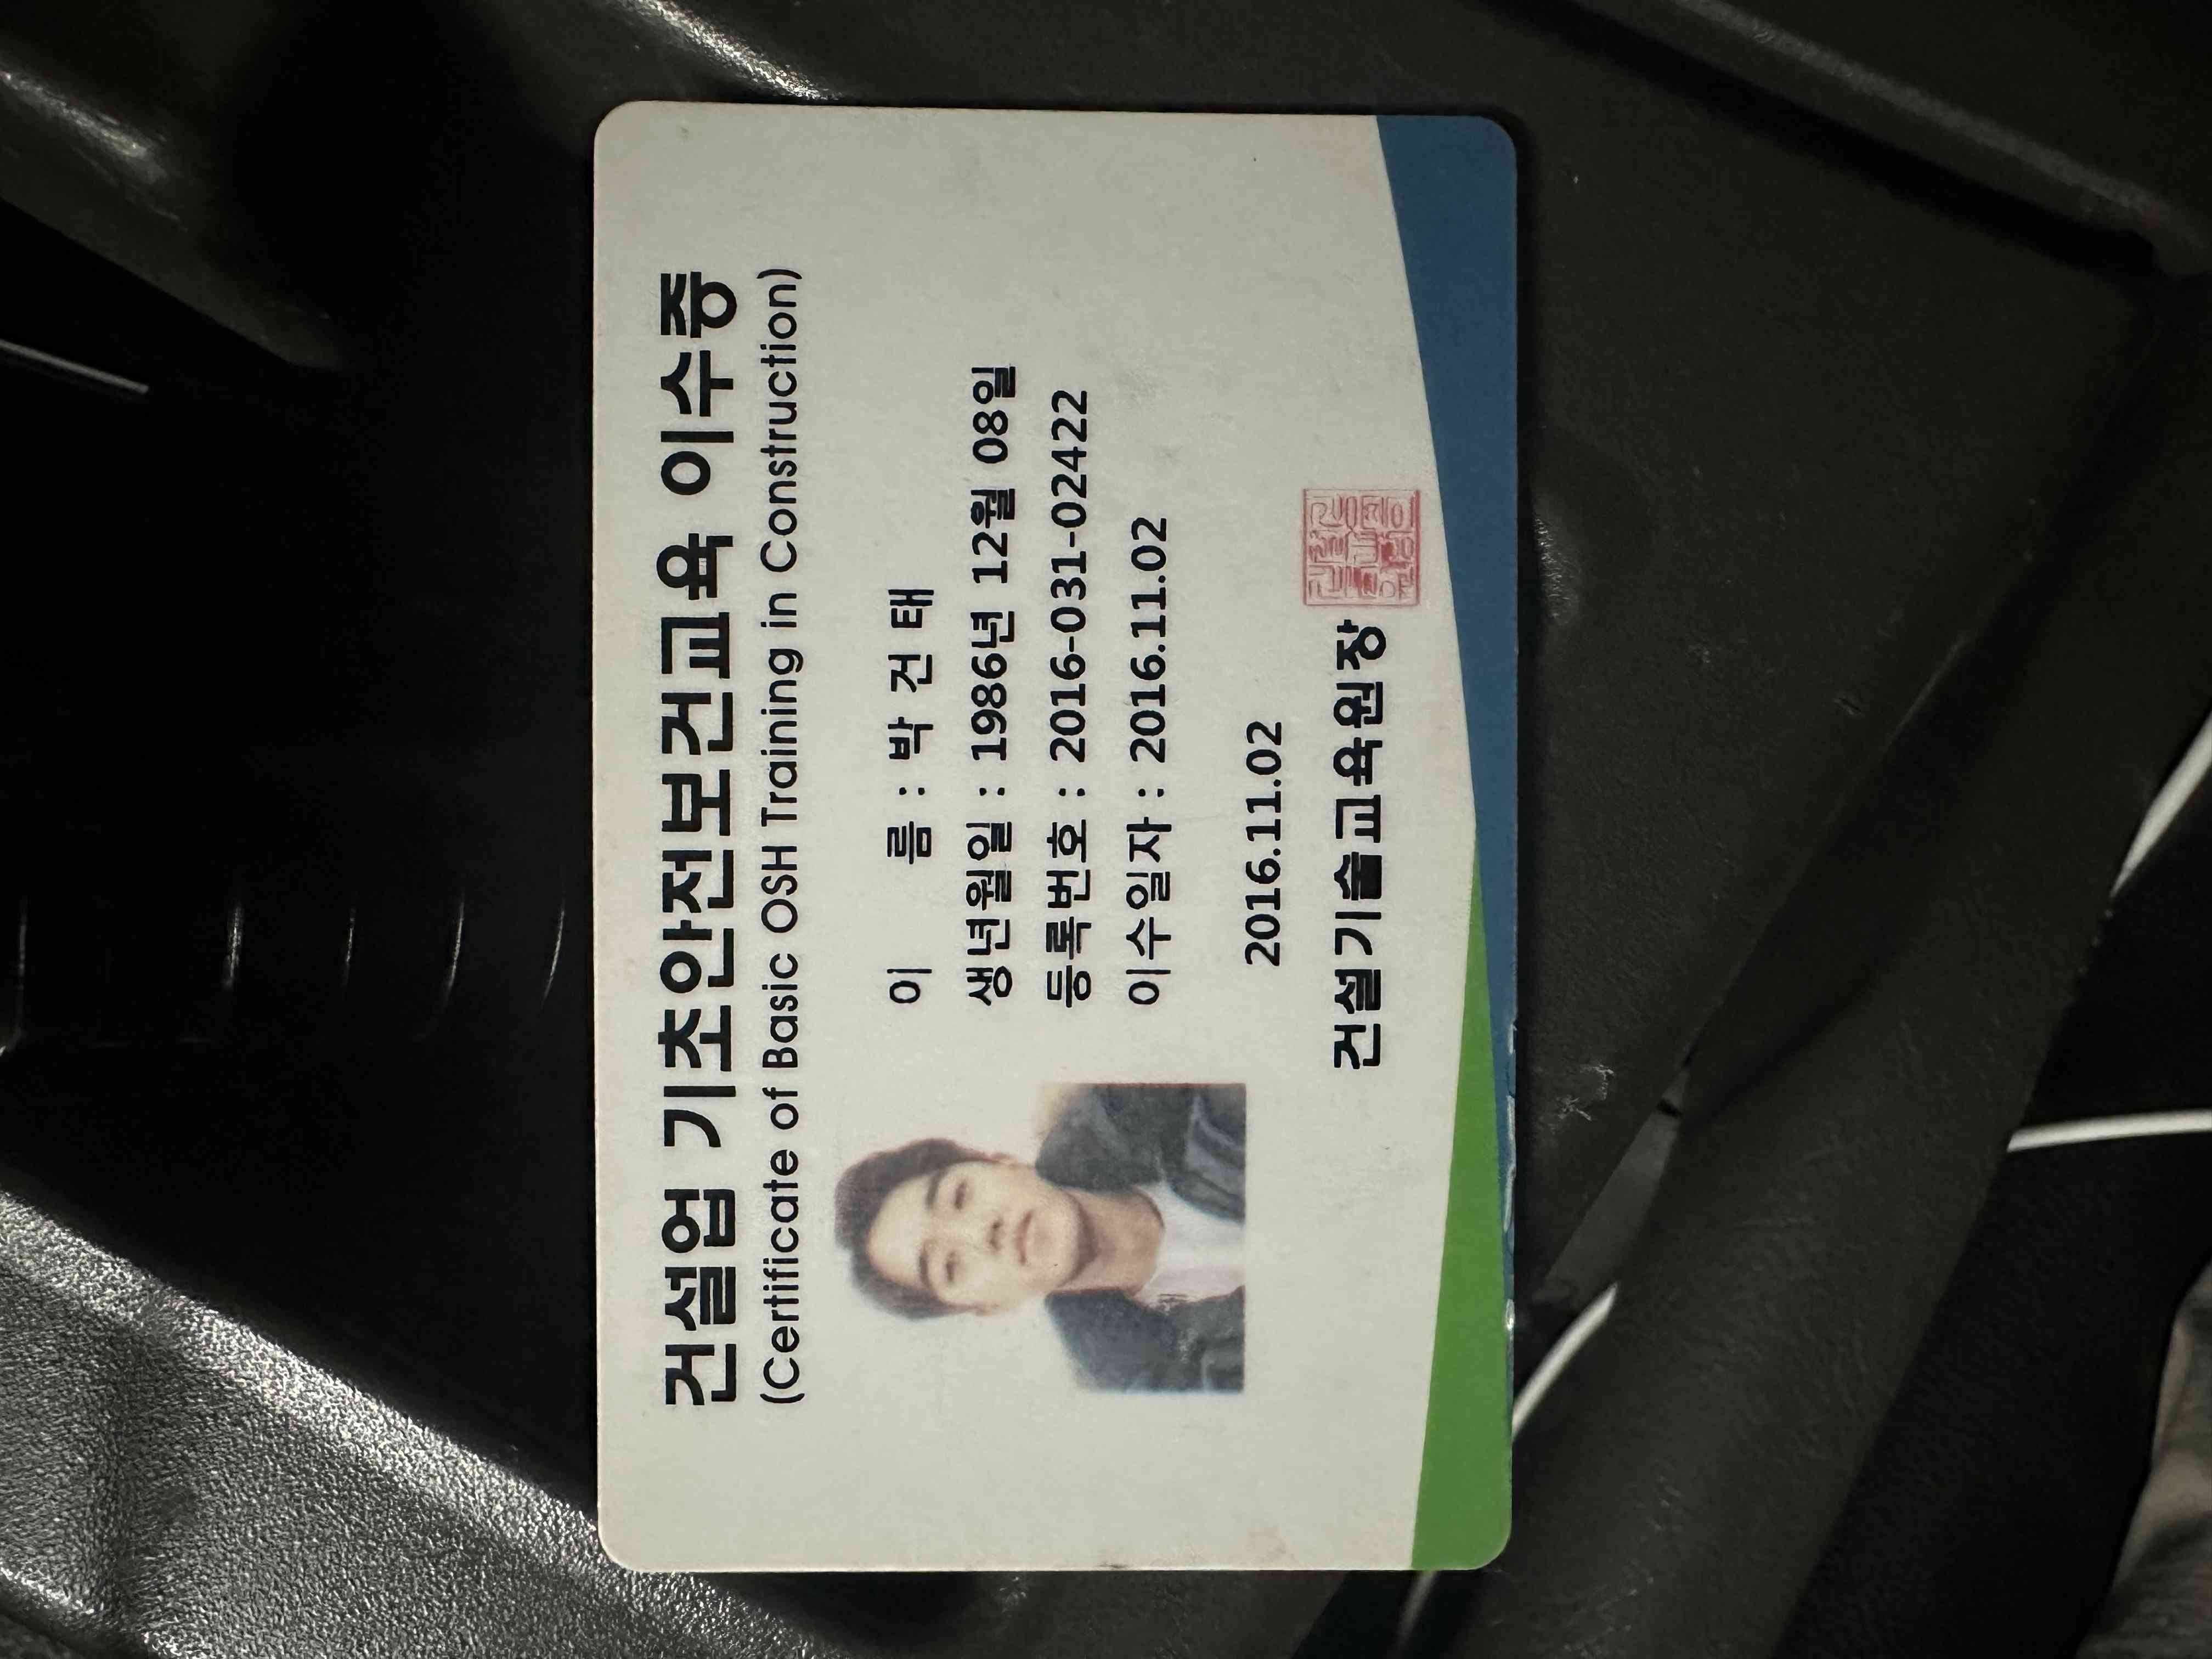 건설업 기초안전보건교육 이수증
(Certificate of Basic OSH Training in Construction)
이 름 : 박 건 태
생년월일 : 1986년 12월 08일
등록번호 : 2016-031-02422
이수일자 : 2016.11.02
2016.11.02
건설기술교육원장